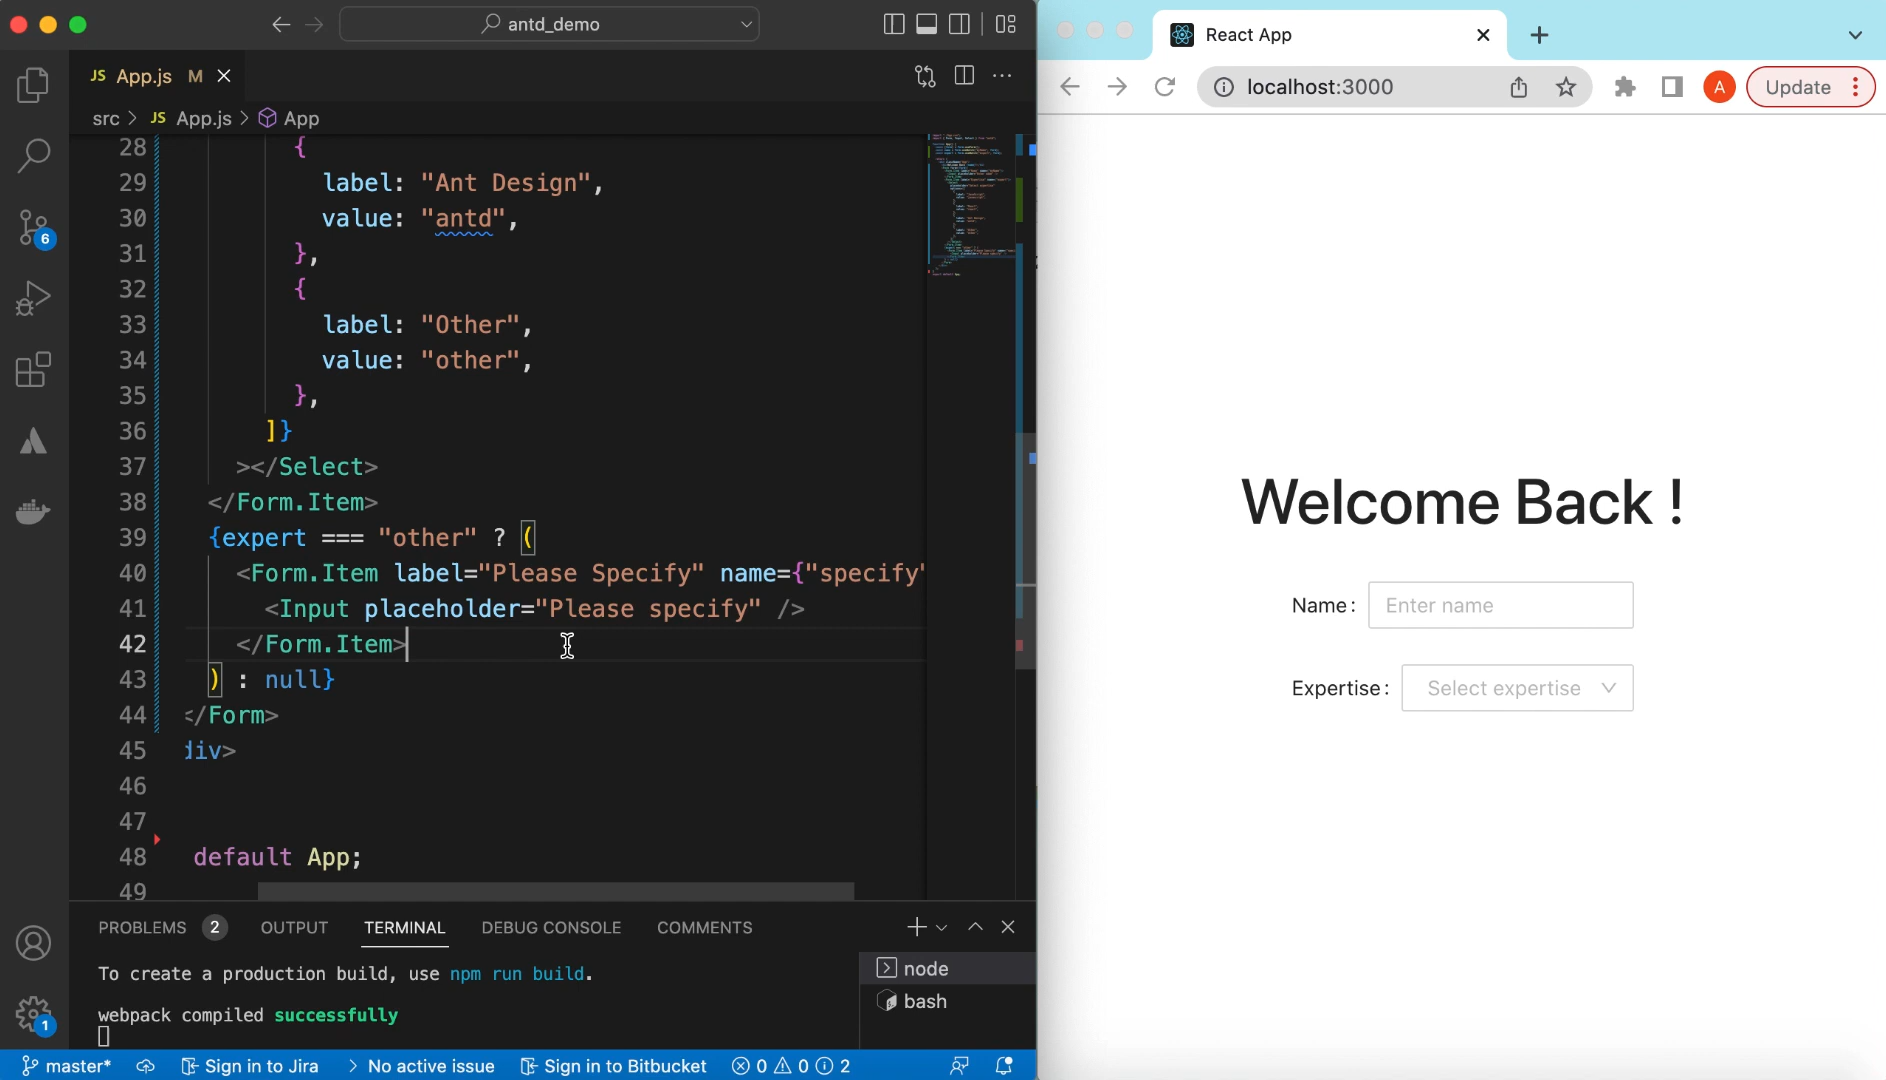 antd_demo
JS App.js M
src > JS App.js > App
28 {
29 label: "Ant Design",
30 value: "antd",
31 },
32 {
33 label: "Other",
34 value: "other",
35 },
36 ]}
37 ></Select>
38 </Form.Item>
39 {expert === "other" ? (
40 <Form.Item label="Please Specify" name={"specify"
41 <Input placeholder="Please specify" />
42 </Form.Item>
43 ) : null}
44 </Form>
45 div>
46
47
48 default App;
49
6
1
PROBLEMS 2 OUTPUT TERMINAL DEBUG CONSOLE COMMENTS
To create a production build, use npm run build.
webpack compiled successfully
node
bash
master* Sign in to Jira > No active issue Sign in to Bitbucket 0 0 2
React App
localhost:3000 A Update
Welcome Back !
Name : Enter name
Expertise : Select expertise